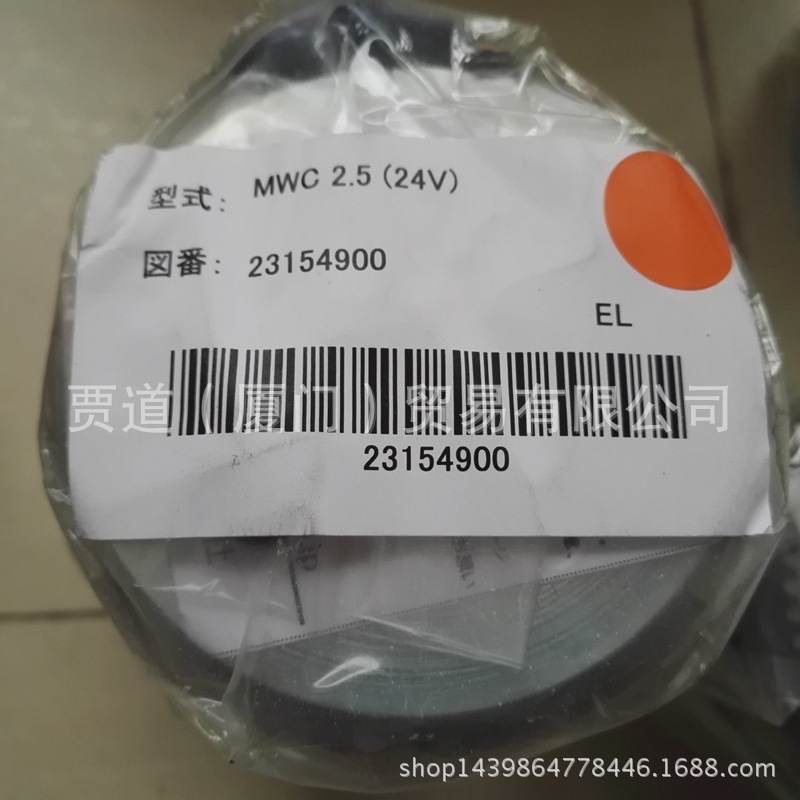 型式: MWC 2.5 (24V)
図番: 23154900
EL
贾道（厦门）贸易有限公司
23154900
shop1439864778446.1688.com